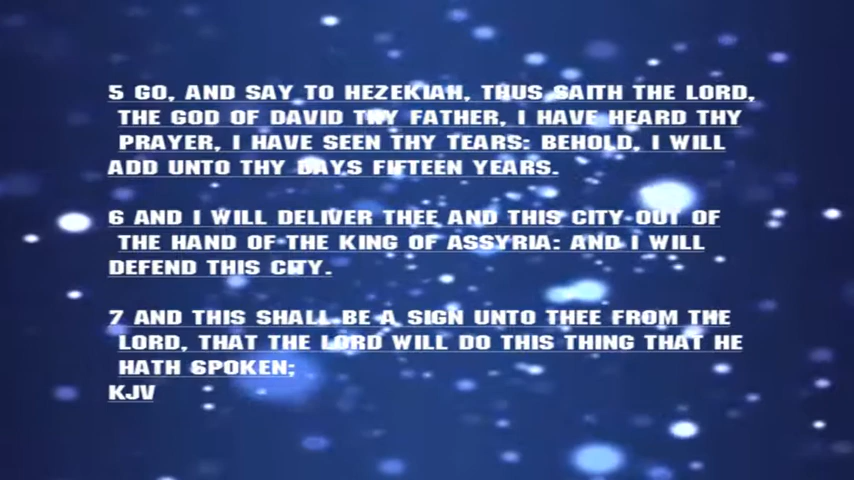 5 GO, AND SAY TO HEZEKIAH, THUS SAITH THE LORD,
THE GOD OF DAVID THY FATHER, I HAVE HEARD THY
PRAYER, I HAVE SEEN THY TEARS: BEHOLD, I WILL
ADD UNTO THY DAYS FIFTEEN YEARS.
6 AND I WILL DELIVER THEE AND THIS CITY OUT OF
THE HAND OF THE KING OF ASSYRIA: AND I WILL
DEFEND THIS CITY.
7 AND THIS SHALL BE A SIGN UNTO THEE FROM THE
LORD, THAT THE LORD WILL DO THIS THING THAT HE
HATH SPOKEN;
KJV